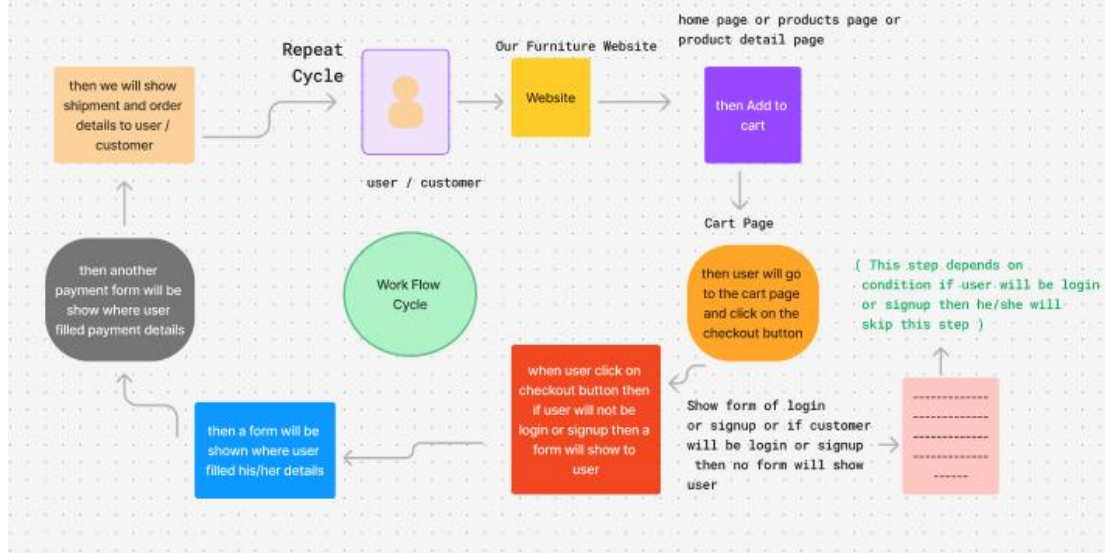 home page or products page or
product detail page
Our Furniture Website
Repeat
Cycle
then we will show
shipment and order
details to user /
customer
Website
then Add to
cart
user / customer
Cart Page
Work Flow
Cycle
then another
payment form will be
show where user
filled payment details
then user will go
to the cart page
and click on the
checkout button
( This step depends on
condition if user will be login
or signup then he/she will
skip this step )
when user click on
checkout button then
if user will not be
login or signup then a
form will show to
user
Show form of login
or signup or if customer
will be login or signup
then no form will show
user
then a form will be
shown where user
filled his/her details